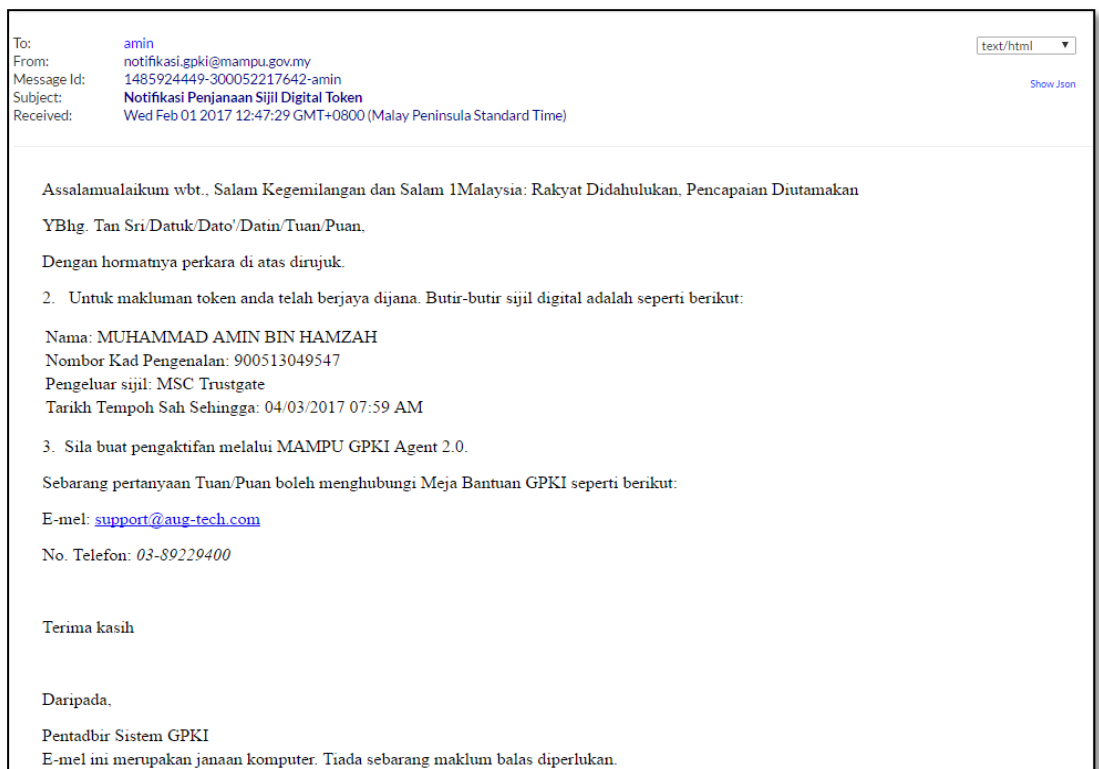 To: amin
text/html
From: notifikasi.gpki@mampu.gov.my
Message Id: 1485924449-300052217642-amin
Show Json
Subject: Notifikasi Penjanaan Sijil Digital Token
Received: Wed Feb 01 2017 12:47:29 GMT+0800 (Malay Peninsula Standard Time)
Assalamualaikum wbt., Salam Kegemilangan dan Salam 1Malaysia: Rakyat Didahulukan, Pencapaian Diutamakan
YBhg. Tan Sri/Datuk/Dato'/Datin/Tuan/Puan,
Dengan hormatnya perkara di atas dirujuk.
2. Untuk makluman token anda telah berjaya dijana. Butir-butir sijil digital adalah seperti berikut:
Nama: MUHAMMAD AMIN BIN HAMZAH
Nombor Kad Pengenalan: 900513049547
Pengeluar sijil: MSC Trustgate
Tarikh Tempoh Sah Sehingga: 04/03/2017 07:59 AM
3. Sila buat pengaktifan melalui MAMPU GPKI Agent 2.0.
Sebarang pertanyaan Tuan/Puan boleh menghubungi Meja Bantuan GPKI seperti berikut:
E-mel: support@aug-tech.com
No. Telefon: 03-89229400
Terima kasih
Daripada,
Pentadbir Sistem GPKI
E-mel ini merupakan janaan komputer. Tiada sebarang maklum balas diperlukan.